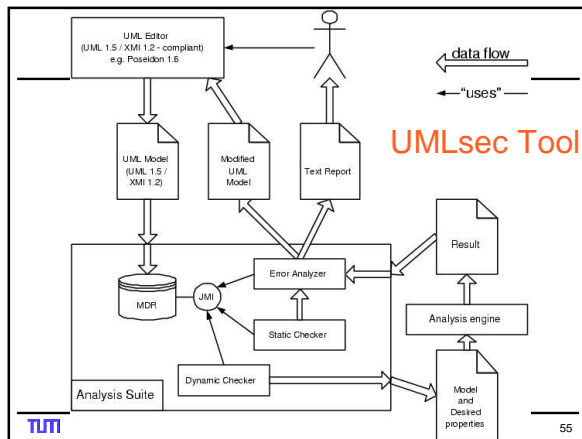 UML Editor
(UML 1.5 / XMI 1.2 - compliant)
e.g. Poseidon 1.6
data flow
"uses"
UMLsec Tool
UML Model
(UML 1.5 /
XMI 1.2)
Modified
UML
Model
Text Report
Result
Error Analyzer
MDR
JMI
Analysis engine
Static Checker
Dynamic Checker
Model
and
Desired
properties
Analysis Suite
TUM
55